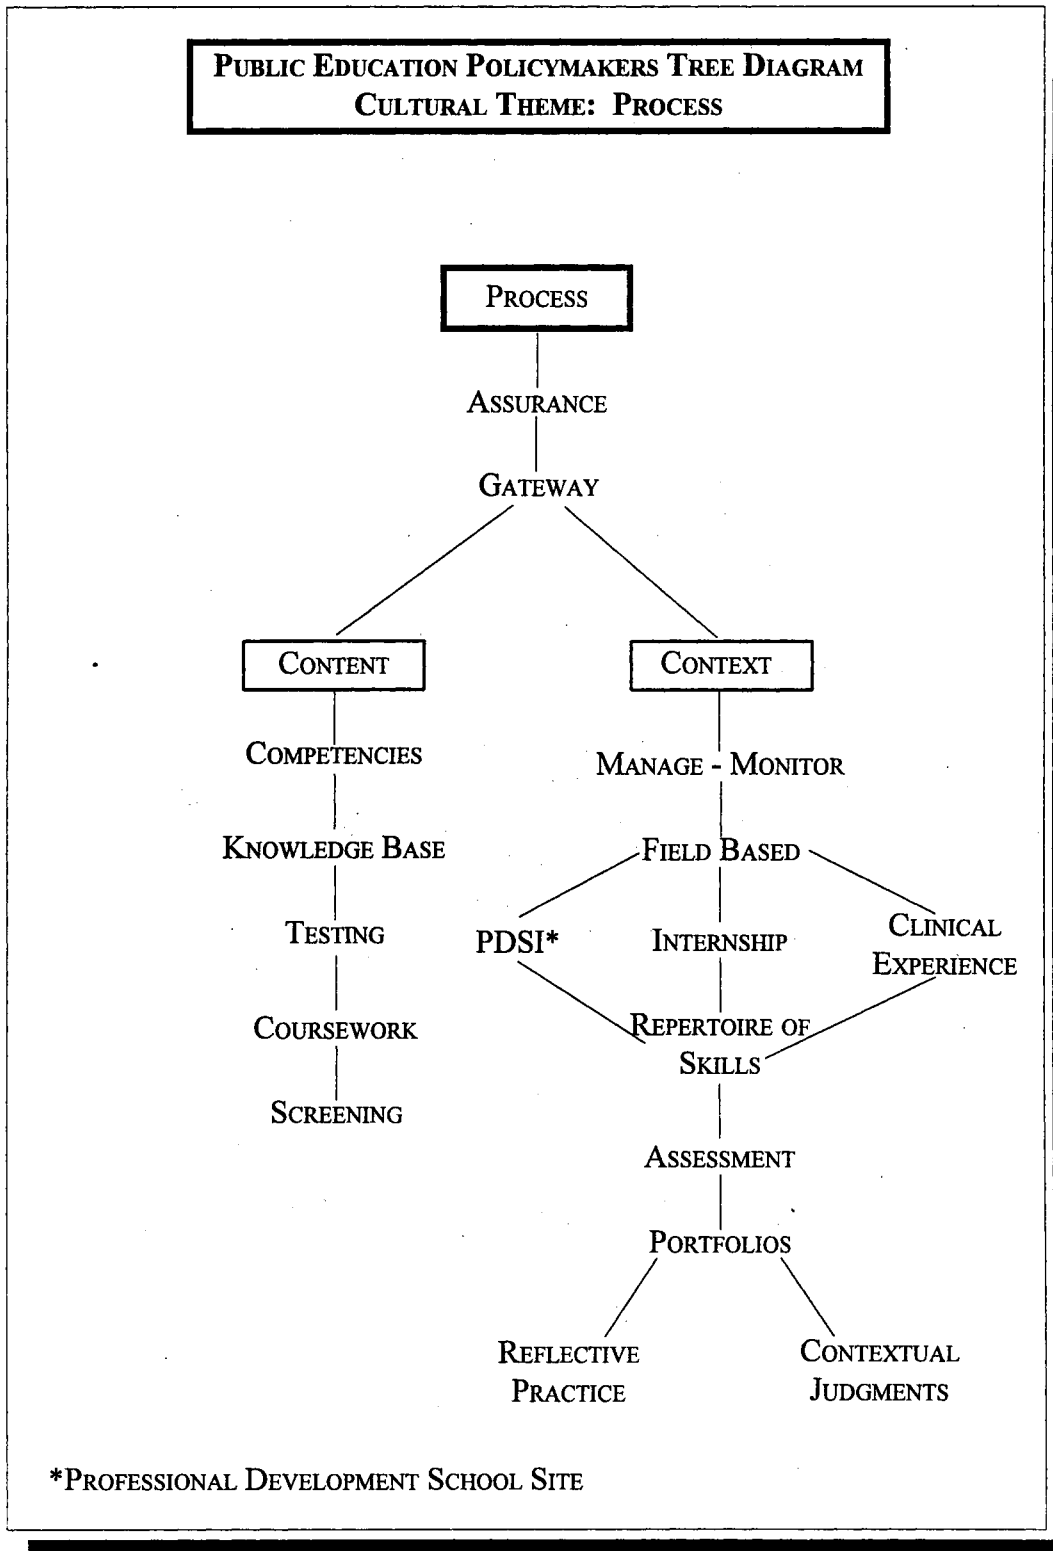 PUBLIC EDUCATION POLICYMAKERS TREE DIAGRAM
CULTURAL THEME: PROCESS
PROCESS
ASSURANCE
GATEWAY
CONTENT
CONTEXT
COMPETENCIES
MANAGE - MONITOR
KNOWLEDGE BASE
FIELD BASED
TESTING
PDSI*
INTERNSHIP
CLINICAL
EXPERIENCE
COURSEWORK
REPERTOIRE OF
SKILLS
SCREENING
ASSESSMENT
PORTFOLIOS
REFLECTIVE
PRACTICE
CONTEXTUAL
JUDGMENTS
*PROFESSIONAL DEVELOPMENT SCHOOL SITE